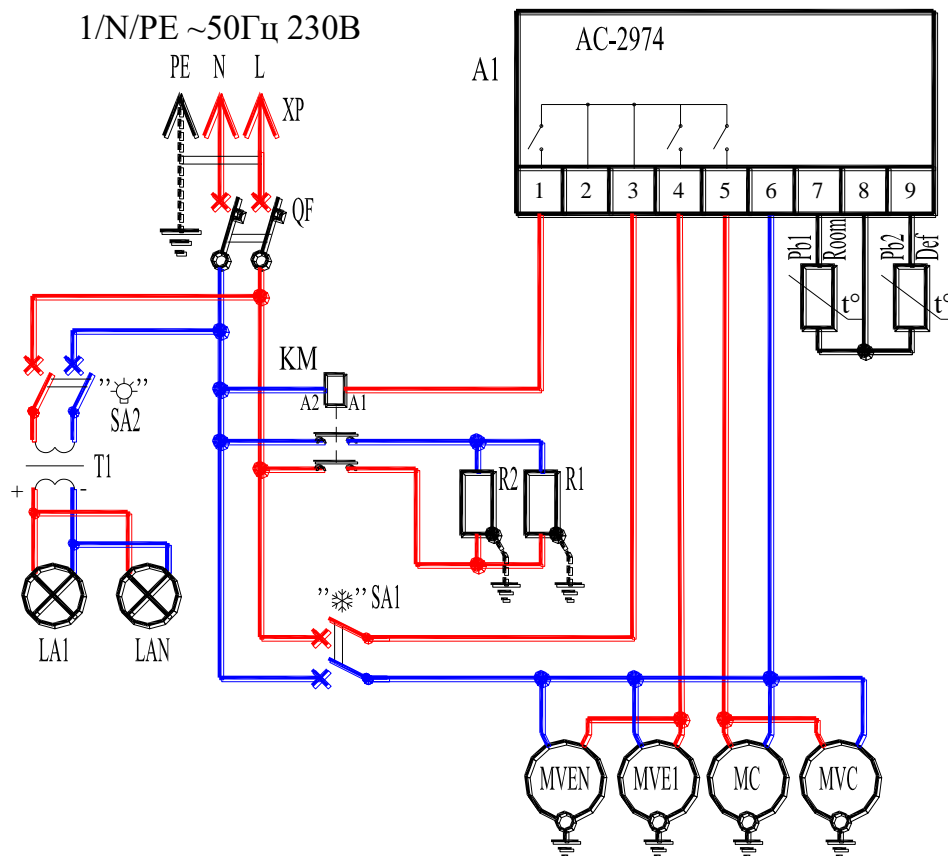 1/N/PE ~50Гц 230В
PE N L
XP
QF
A1
AC-2974
1 2 3 4 5 6 7 8 9
Pb1 Room
Pb2 Def
t° t°
KM
A2 A1
"☼" SA2
T1
+ -
R2 R1
"❄" SA1
LA1 LAN
MVEN MVE1 MC MVC